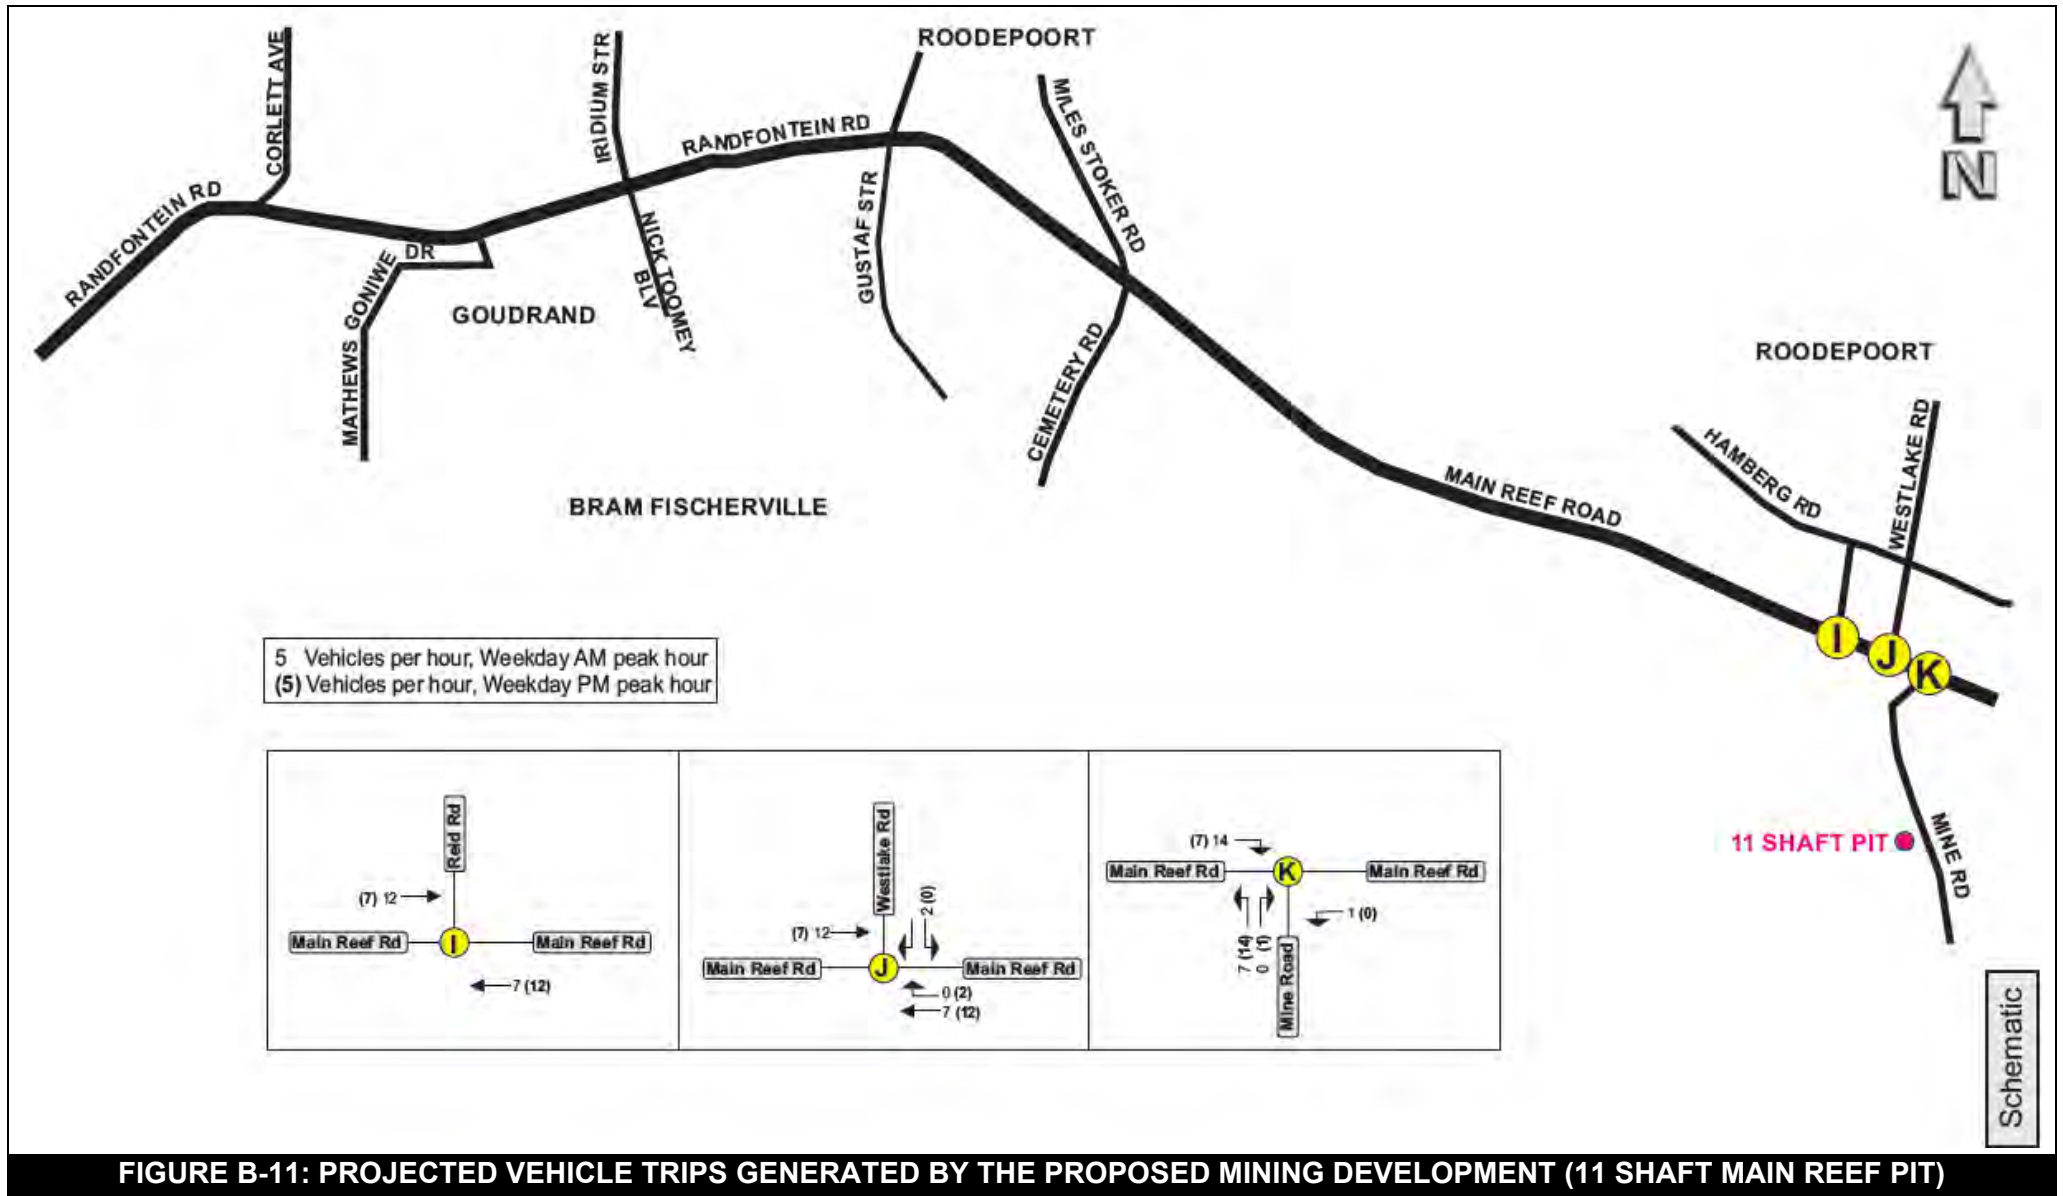 ROODEPOORT
CORLETT AVE
IRIDIUM STR
RANDFONTEIN RD
MILES STOKER RD
N
RANDFONTEIN RD
GUSTAF STR
NICK TOOMEY
BLV
MATHEWS GONIWE
DR
GOUDRAND
CEMETERY RD
ROODEPOORT
BRAM FISCHERVILLE
MAIN REEF ROAD
HAMBERG RD
WESTLAKE RD
I
J
K
5 Vehicles per hour, Weekday AM peak hour
(5) Vehicles per hour, Weekday PM peak hour
11 SHAFT PIT
MINE RD
Reid Rd
(7) 12
Main Reef Rd
I
Main Reef Rd
7 (12)
Westlake Rd
2 (0)
(7) 12
Main Reef Rd
J
Main Reef Rd
0 (2)
7 (12)
(7) 14
Main Reef Rd
K
Main Reef Rd
1 (0)
7 (14)
0 (1)
Mine Road
Schematic
FIGURE B-11: PROJECTED VEHICLE TRIPS GENERATED BY THE PROPOSED MINING DEVELOPMENT (11 SHAFT MAIN REEF PIT)